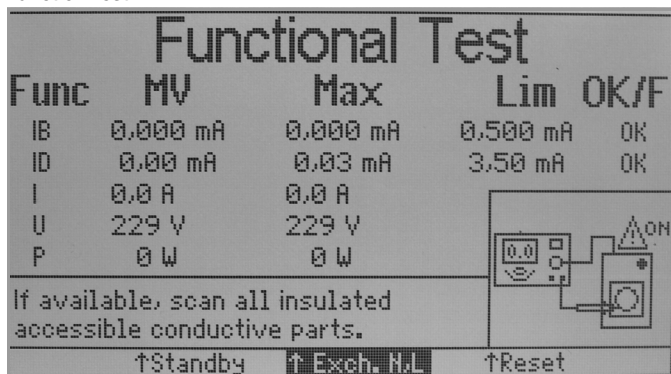 Functional Test
Func MV Max Lim OK/F
IB 0,000 mA 0,000 mA 0,500 mA OK
ID 0,00 mA 0,03 mA 3,50 mA OK
I 0,0 A 0,0 A
U 229 V 229 V
P 0 W 0 W
ON
0.0
If available, scan all insulated
accessible conductive parts.
↑Standby ↑ Exch. N,L ↑Reset